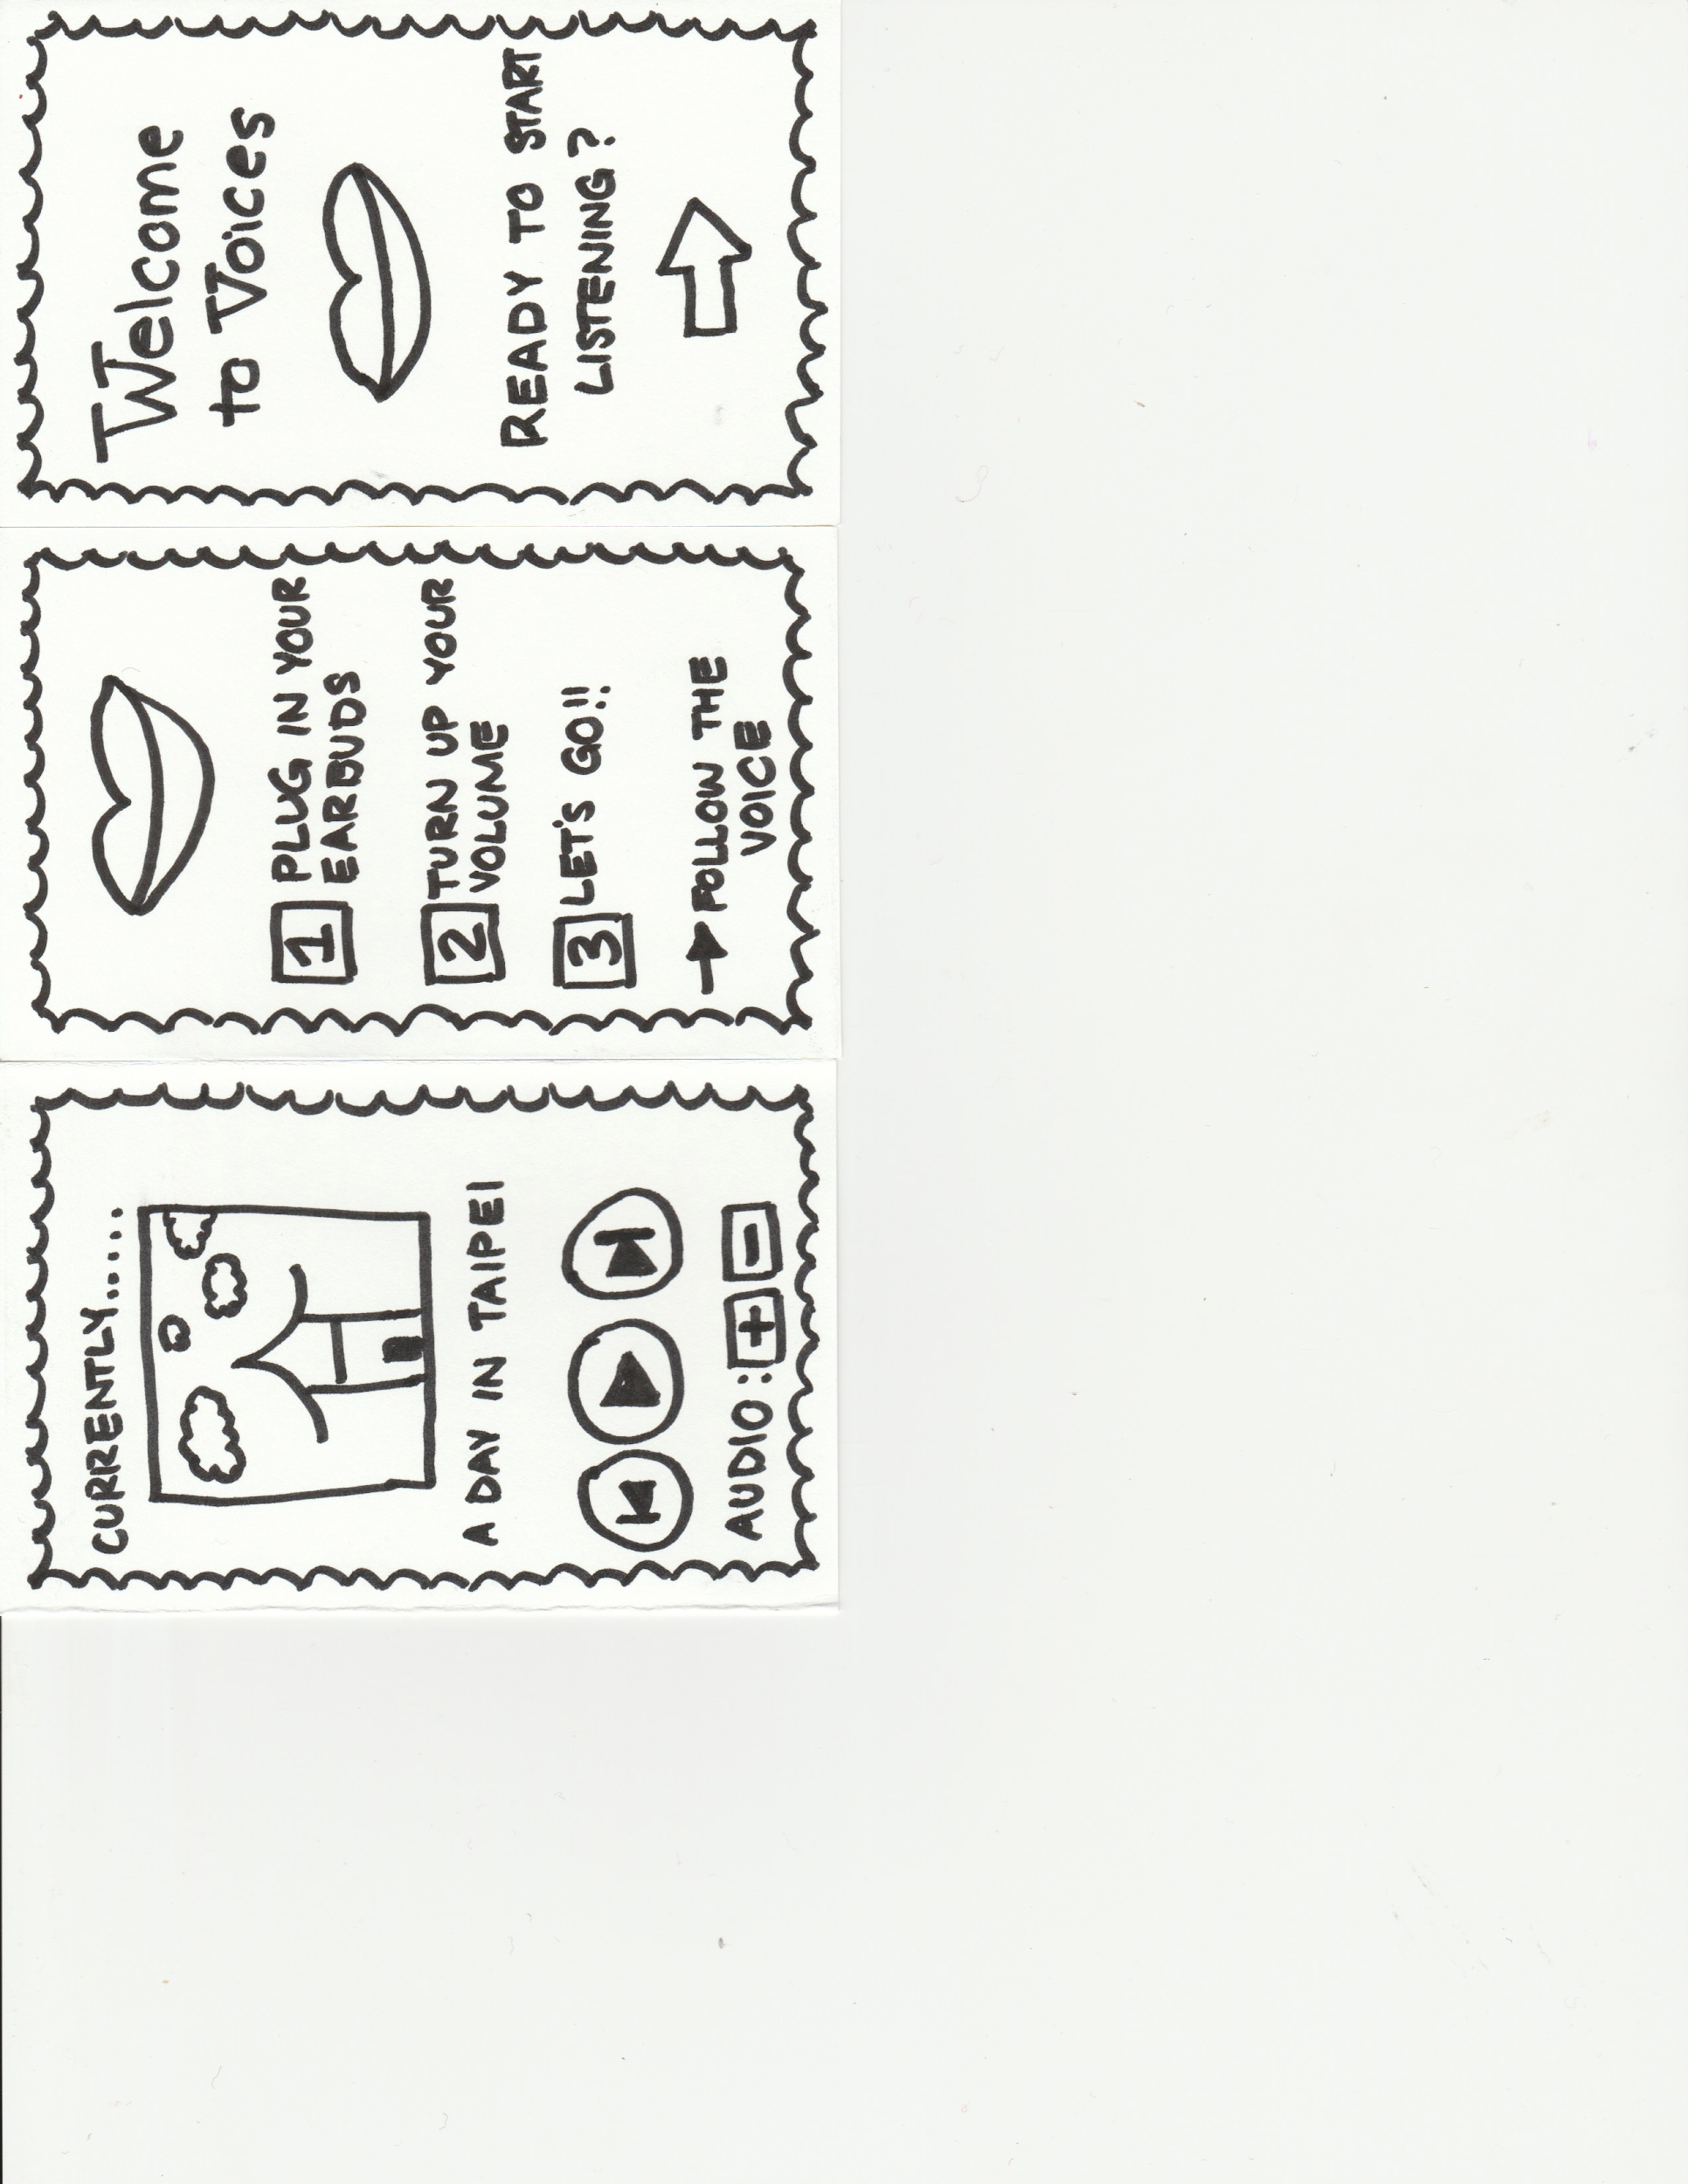 Welcome
to Voices
READY TO START
LISTENING?
1 PLUG IN YOUR
EARBUDS
2 TURN UP YOUR
VOLUME
3 LET'S GO!!
FOLLOW THE
VOICE
CURRENTLY......
A DAY IN TAIPEI
AUDIO: + -